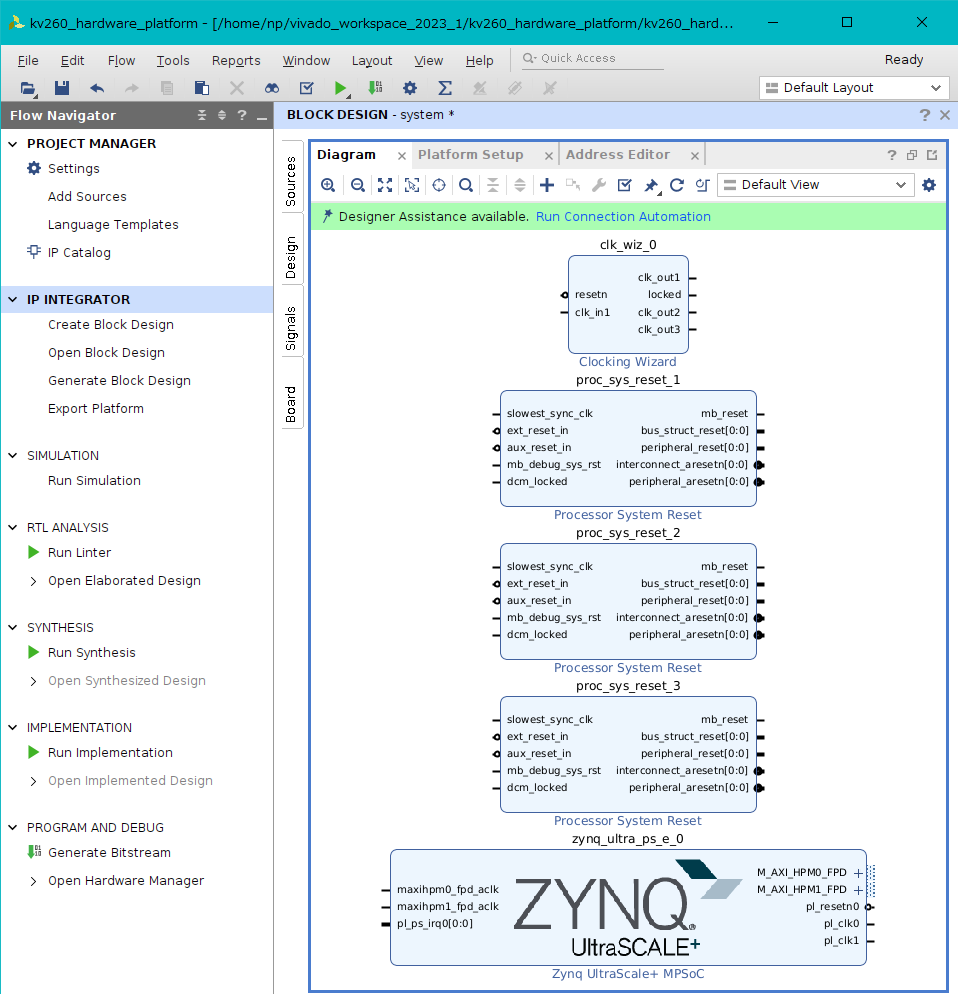 kv260_hardware_platform - [/home/np/vivado_workspace_2023_1/kv260_hardware_platform/kv260_hard...
File Edit Flow Tools Reports Window Layout View Help Quick Access Ready
Default Layout
Flow Navigator
PROJECT MANAGER
Settings
Add Sources
Language Templates
IP Catalog
IP INTEGRATOR
Create Block Design
Open Block Design
Generate Block Design
Export Platform
SIMULATION
Run Simulation
RTL ANALYSIS
Run Linter
Open Elaborated Design
SYNTHESIS
Run Synthesis
Open Synthesized Design
IMPLEMENTATION
Run Implementation
Open Implemented Design
PROGRAM AND DEBUG
Generate Bitstream
Open Hardware Manager
BLOCK DESIGN - system *
Sources
Design
Signals
Board
Diagram Platform Setup Address Editor
Default View
Designer Assistance available. Run Connection Automation
clk_wiz_0
clk_out1
resetn locked
clk_in1 clk_out2
clk_out3
Clocking Wizard
proc_sys_reset_1
slowest_sync_clk mb_reset
ext_reset_in bus_struct_reset[0:0]
aux_reset_in peripheral_reset[0:0]
mb_debug_sys_rst interconnect_aresetn[0:0]
dcm_locked peripheral_aresetn[0:0]
Processor System Reset
proc_sys_reset_2
slowest_sync_clk mb_reset
ext_reset_in bus_struct_reset[0:0]
aux_reset_in peripheral_reset[0:0]
mb_debug_sys_rst interconnect_aresetn[0:0]
dcm_locked peripheral_aresetn[0:0]
Processor System Reset
proc_sys_reset_3
slowest_sync_clk mb_reset
ext_reset_in bus_struct_reset[0:0]
aux_reset_in peripheral_reset[0:0]
mb_debug_sys_rst interconnect_aresetn[0:0]
dcm_locked peripheral_aresetn[0:0]
Processor System Reset
zynq_ultra_ps_e_0
M_AXI_HPM0_FPD
maxihpm0_fpd_aclk M_AXI_HPM1_FPD
maxihpm1_fpd_aclk pl_resetn0
pl_ps_irq0[0:0] pl_clk0
pl_clk1
ZYNQ
UltraSCALE+
Zynq UltraScale+ MPSoC